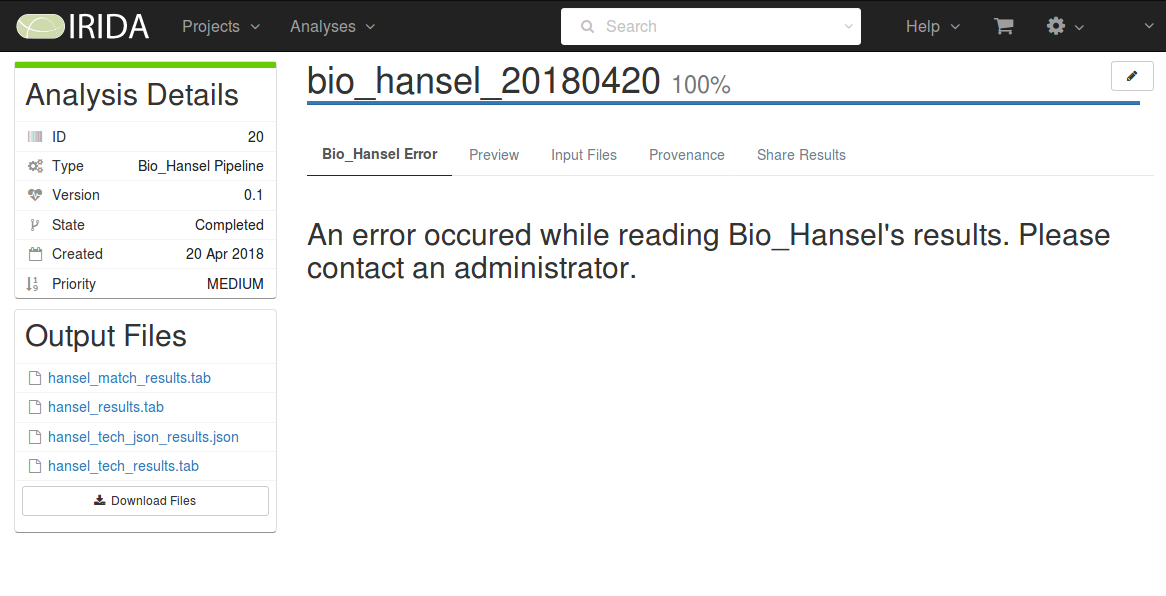 IRIDA Projects Analyses Search Help
Analysis Details
ID 20
Type Bio_Hansel Pipeline
Version 0.1
State Completed
Created 20 Apr 2018
Priority MEDIUM
Output Files
hansel_match_results.tab
hansel_results.tab
hansel_tech_json_results.json
hansel_tech_results.tab
Download Files
bio_hansel_20180420 100%
Bio_Hansel Error Preview Input Files Provenance Share Results
An error occured while reading Bio_Hansel's results. Please
contact an administrator.